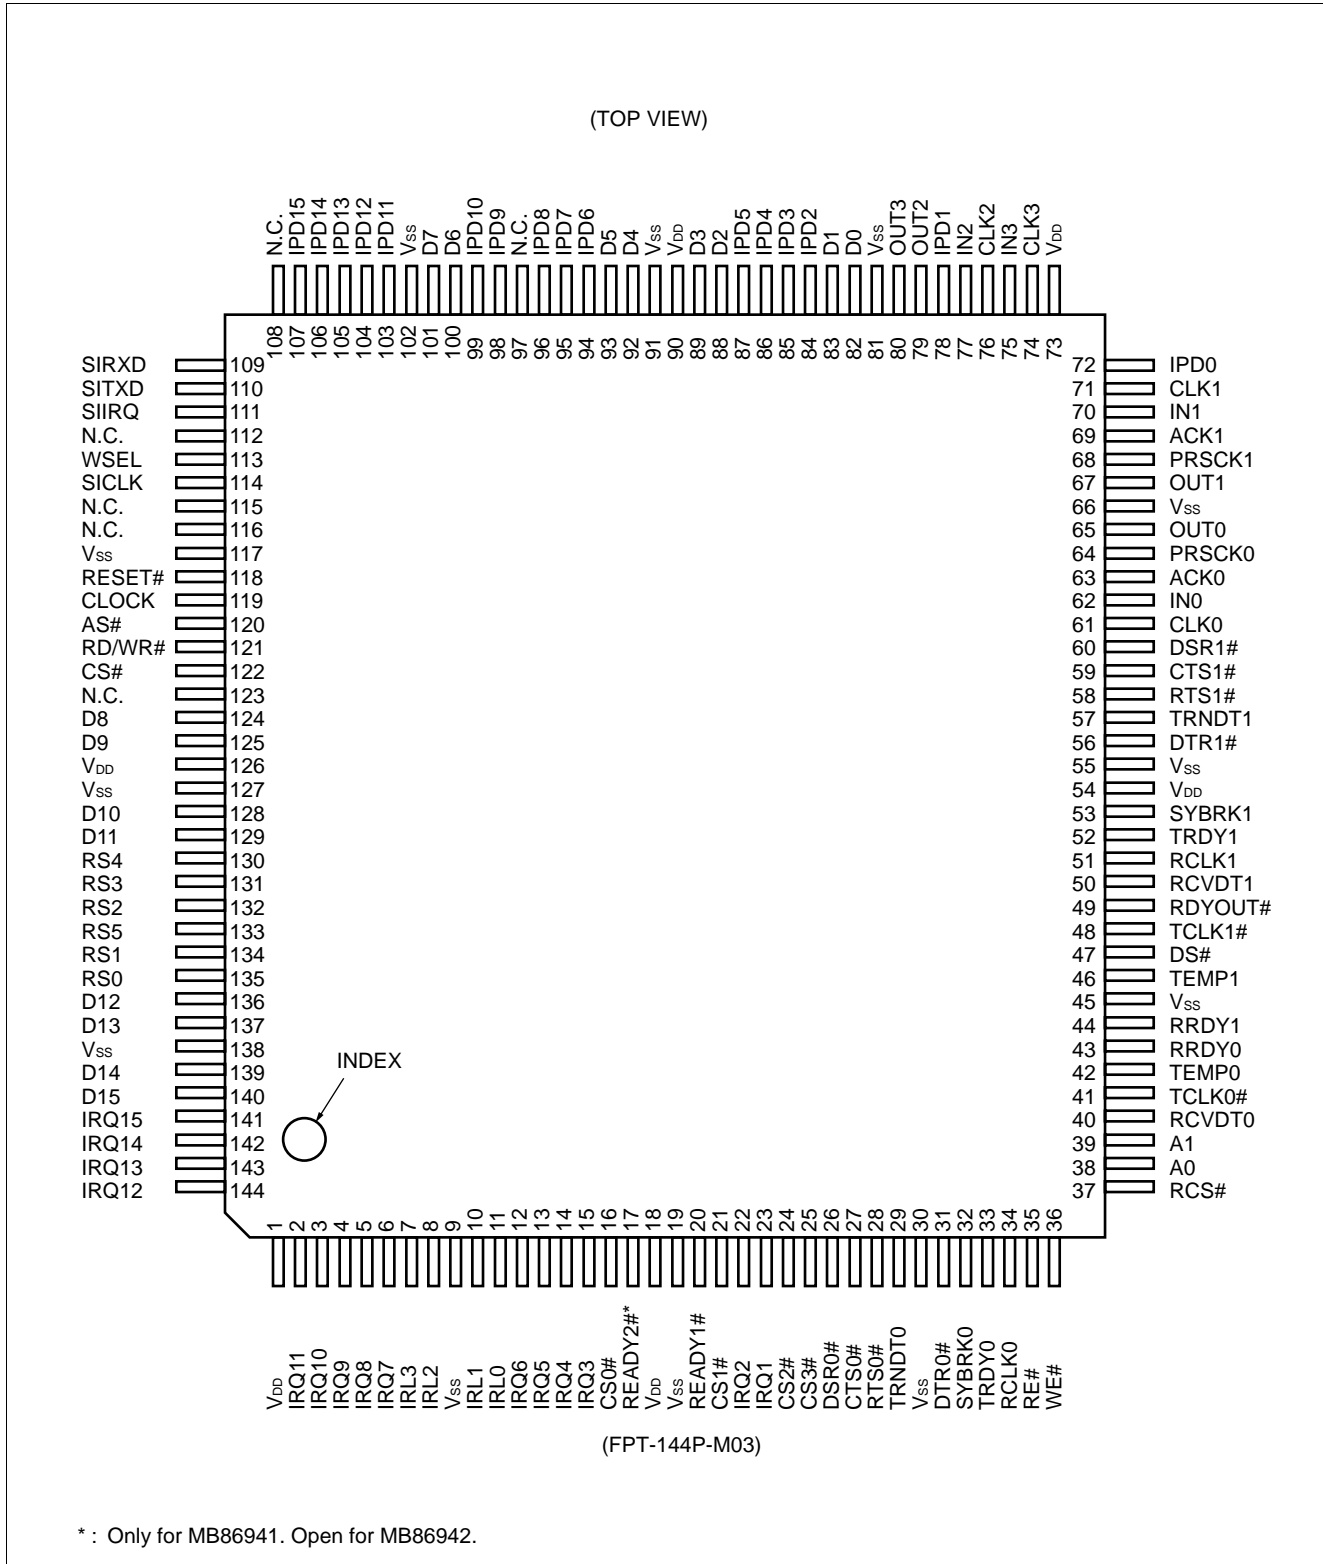 (TOP VIEW)
N.C. IPD15 IPD14 IPD13 IPD12 IPD11 VSS D7 D6 IPD10 IPD9 N.C. IPD8 IPD7 IPD6 D5 D4 VSS VDD D3 D2 IPD5 IPD4 IPD3 IPD2 D1 D0 VSS OUT3 OUT2 IPD1 IN2 CLK2 IN3 CLK3 VDD
108 107 106 105 104 103 102 101 100 99 98 97 96 95 94 93 92 91 90 89 88 87 86 85 84 83 82 81 80 79 78 77 76 75 74 73
SIRXD 109 72 IPD0
SITXD 110 71 CLK1
SIIRQ 111 70 IN1
N.C. 112 69 ACK1
WSEL 113 68 PRSCK1
SICLK 114 67 OUT1
N.C. 115 66 VSS
N.C. 116 65 OUT0
VSS 117 64 PRSCK0
RESET# 118 63 ACK0
CLOCK 119 62 IN0
AS# 120 61 CLK0
RD/WR# 121 60 DSR1#
CS# 122 59 CTS1#
N.C. 123 58 RTS1#
D8 124 57 TRNDT1
D9 125 56 DTR1#
VDD 126 55 VSS
VSS 127 54 VDD
D10 128 53 SYBRK1
D11 129 52 TRDY1
RS4 130 51 RCLK1
RS3 131 50 RCVDT1
RS2 132 49 RDYOUT#
RS5 133 48 TCLK1#
RS1 134 47 DS#
RS0 135 46 TEMP1
D12 136 45 VSS
D13 137 44 RRDY1
VSS 138 43 RRDY0
INDEX
D14 139 42 TEMP0
D15 140 41 TCLK0#
IRQ15 141 40 RCVDT0
IRQ14 142 39 A1
IRQ13 143 38 A0
IRQ12 144 37 RCS#
1 2 3 4 5 6 7 8 9 10 11 12 13 14 15 16 17 18 19 20 21 22 23 24 25 26 27 28 29 30 31 32 33 34 35 36
VDD IRQ11 IRQ10 IRQ9 IRQ8 IRQ7 IRL3 IRL2 VSS IRL1 IRL0 IRQ6 IRQ5 IRQ4 IRQ3 CS0# READY2#* VDD VSS READY1# CS1# IRQ2 IRQ1 CS2# CS3# DSR0# CTS0# RTS0# TRNDT0 VSS DTR0# SYBRK0 TRDY0 RCLK0 RE# WE#
(FPT-144P-M03)
* : Only for MB86941. Open for MB86942.